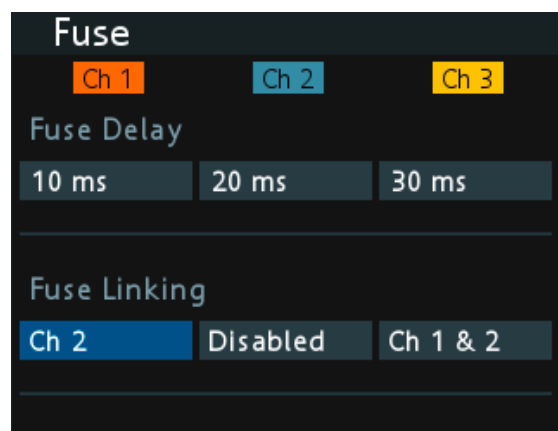 Fuse
Ch 1 Ch 2 Ch 3
Fuse Delay
10 ms 20 ms 30 ms
Fuse Linking
Ch 2 Disabled Ch 1 & 2